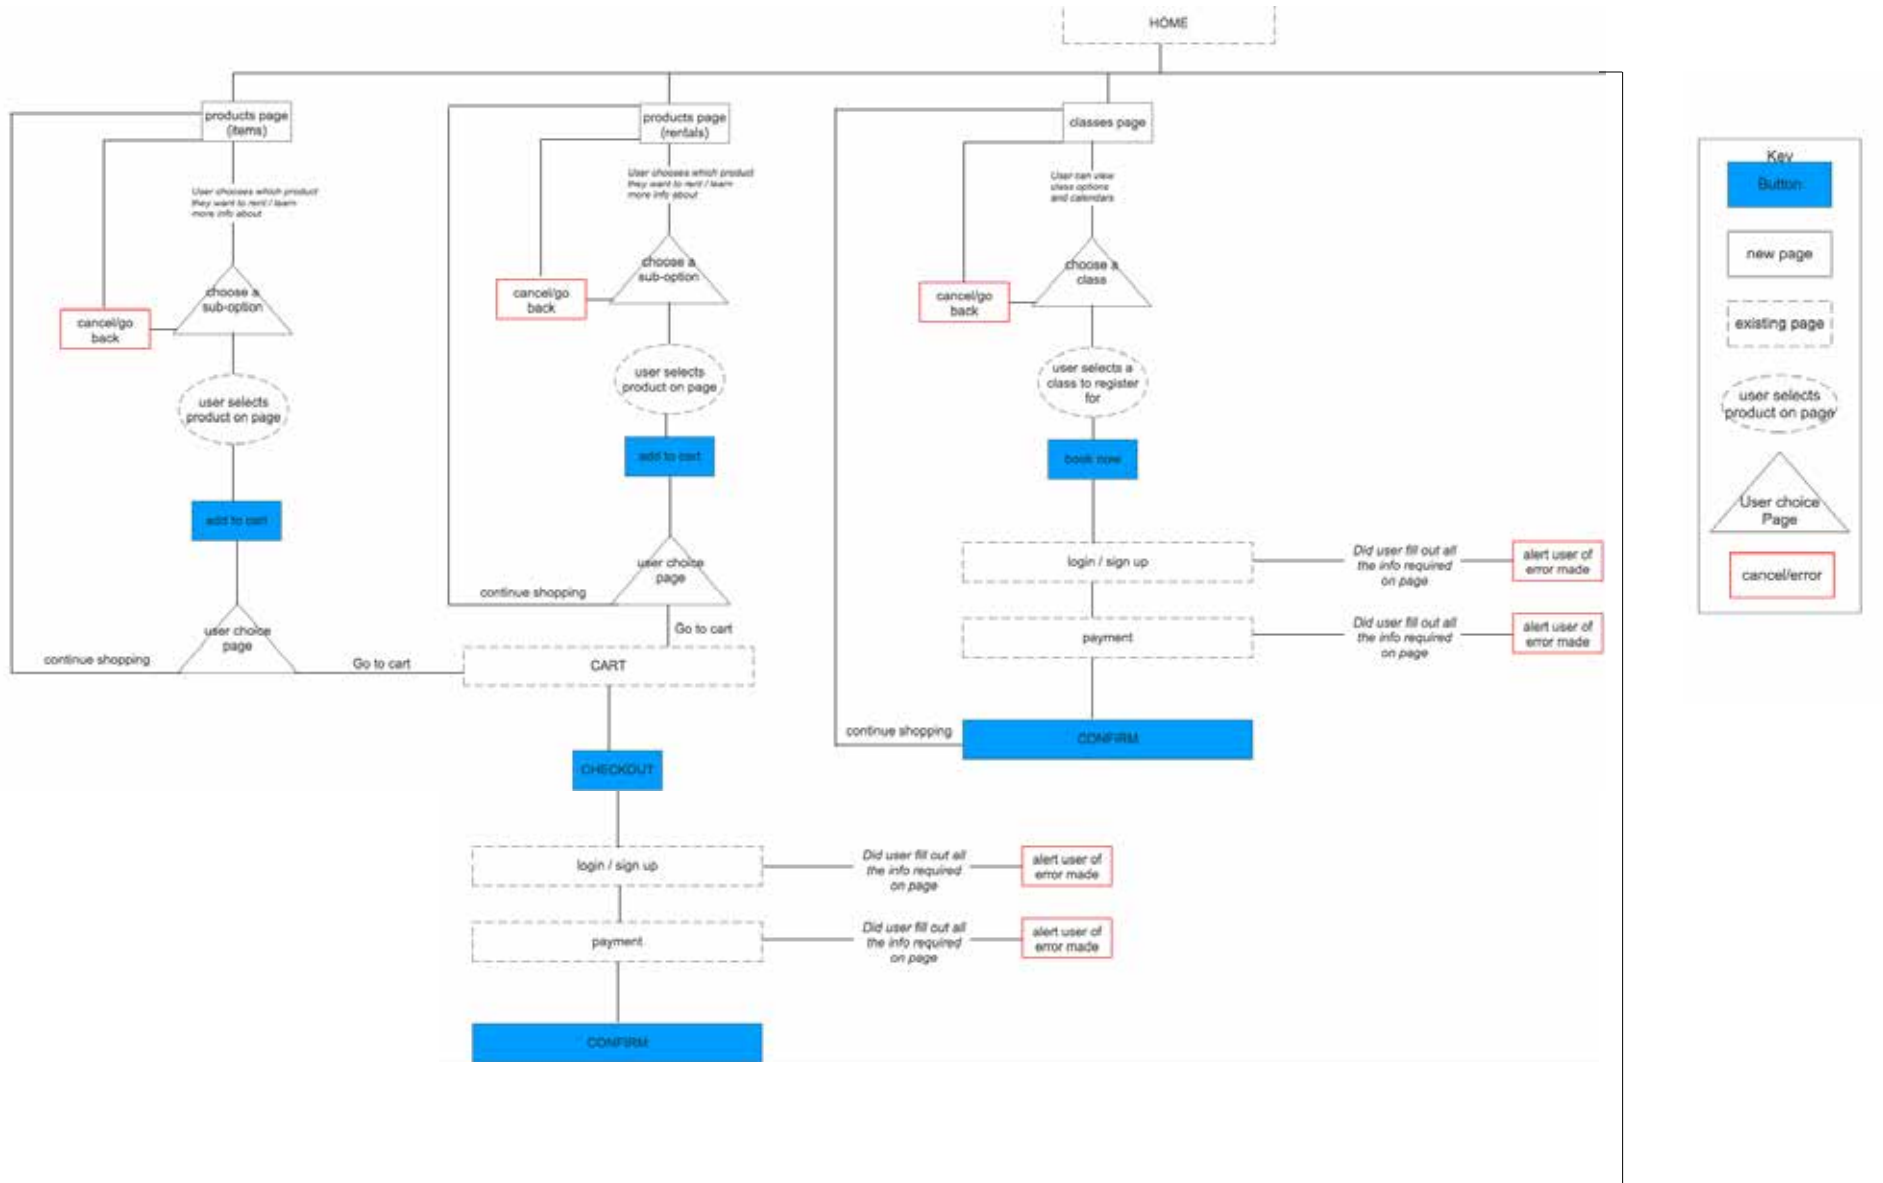 HOME
products page
(items)
User chooses which product
they want to rent / learn
more info about
choose a
sub-option
cancel/go
back
user selects
product on page
add to cart
user choice
page
continue shopping
Go to cart
products page
(rentals)
User chooses which product
they want to rent / learn
more info about
choose a
sub-option
cancel/go
back
user selects
product on page
add to cart
user choice
page
continue shopping
Go to cart
CART
CHECKOUT
login / sign up
Did user fill out all
the info required
on page
alert user of
error made
payment
Did user fill out all
the info required
on page
alert user of
error made
CONFIRM
classes page
User can view
class options
and calendars
choose a
class
cancel/go
back
user selects a
class to register
for
book now
login / sign up
Did user fill out all
the info required
on page
alert user of
error made
payment
Did user fill out all
the info required
on page
alert user of
error made
continue shopping
CONFIRM
Key
Button
new page
existing page
user selects
product on page
User choice
Page
cancel/error